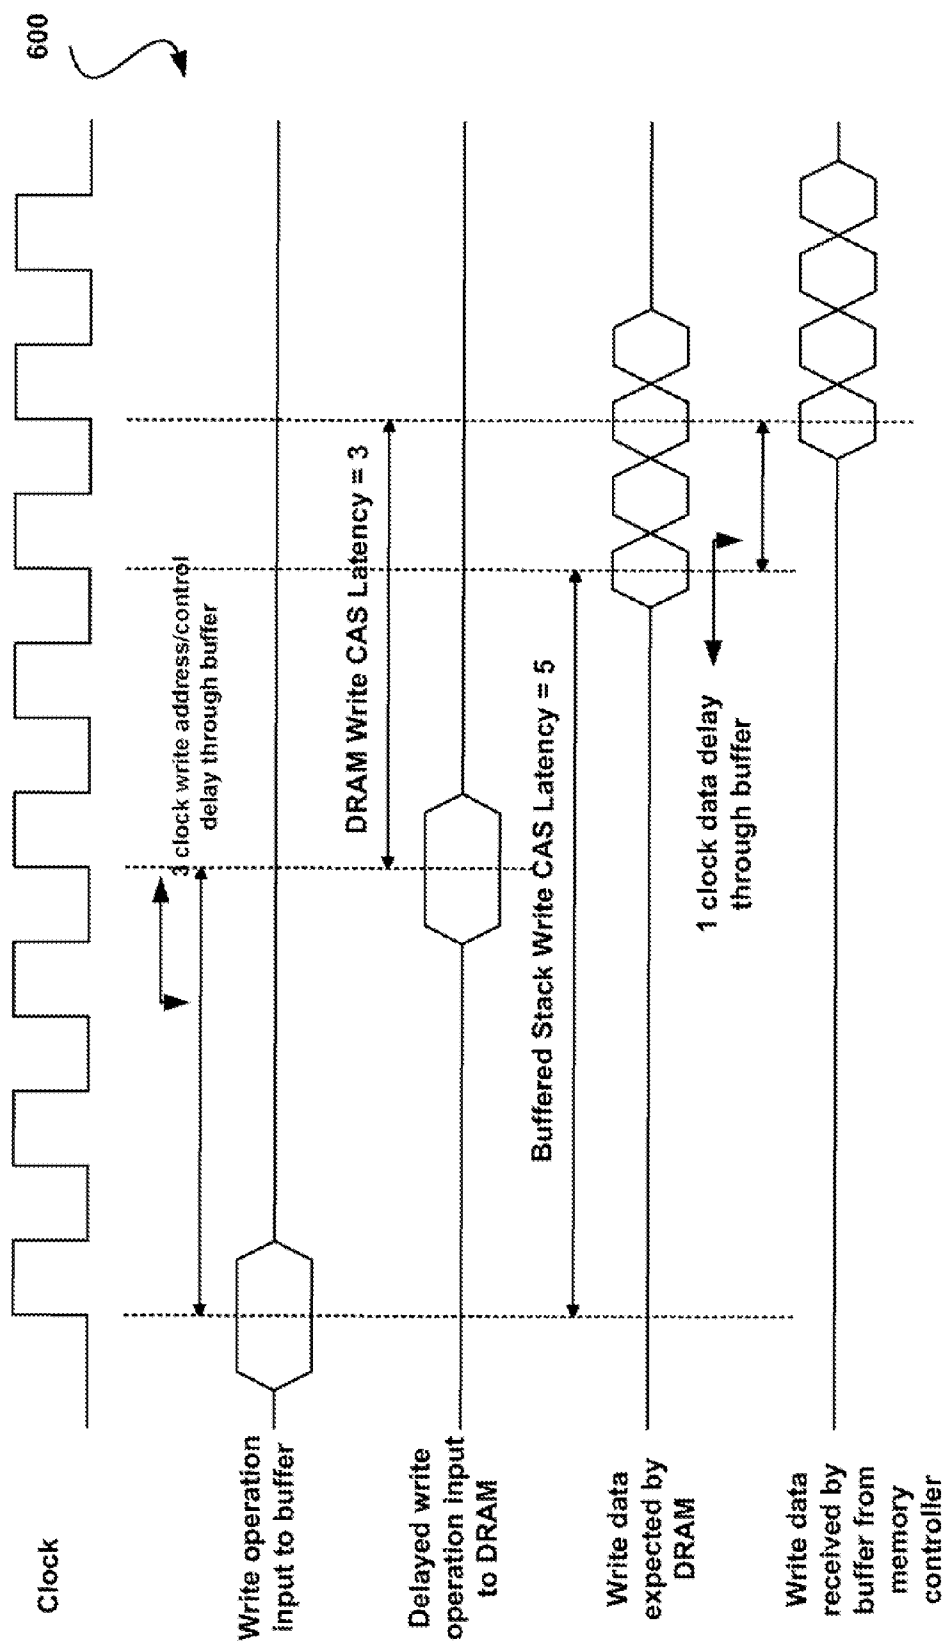 600
Clock
3 clock write address/control
delay through buffer
Write operation
input to buffer
DRAM Write CAS Latency = 3
Delayed write
operation input
to DRAM
Buffered Stack Write CAS Latency = 5
Write data
expected by
DRAM
1 clock data delay
through buffer
Write data
received by
buffer from
memory
controller